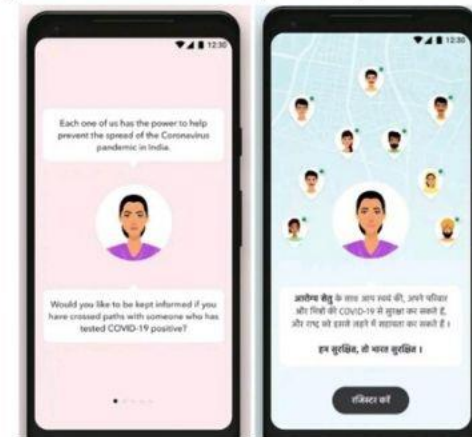 12:30
Each one of us has the power to help
prevent the spread of the Coronavirus
pandemic in India.
Would you like to be kept informed if you
have crossed paths with someone who has
tested COVID-19 positive?
12:30
आरोग्य सेतु के साथ आप स्वयं की, अपने परिवार
और मित्रों की COVID-19 से सुरक्षा कर सकते हैं,
और राष्ट्र को इससे लड़ने में सहायता कर सकते हैं।
हम सुरक्षित, तो भारत सुरक्षित ।
रजिस्टर करें